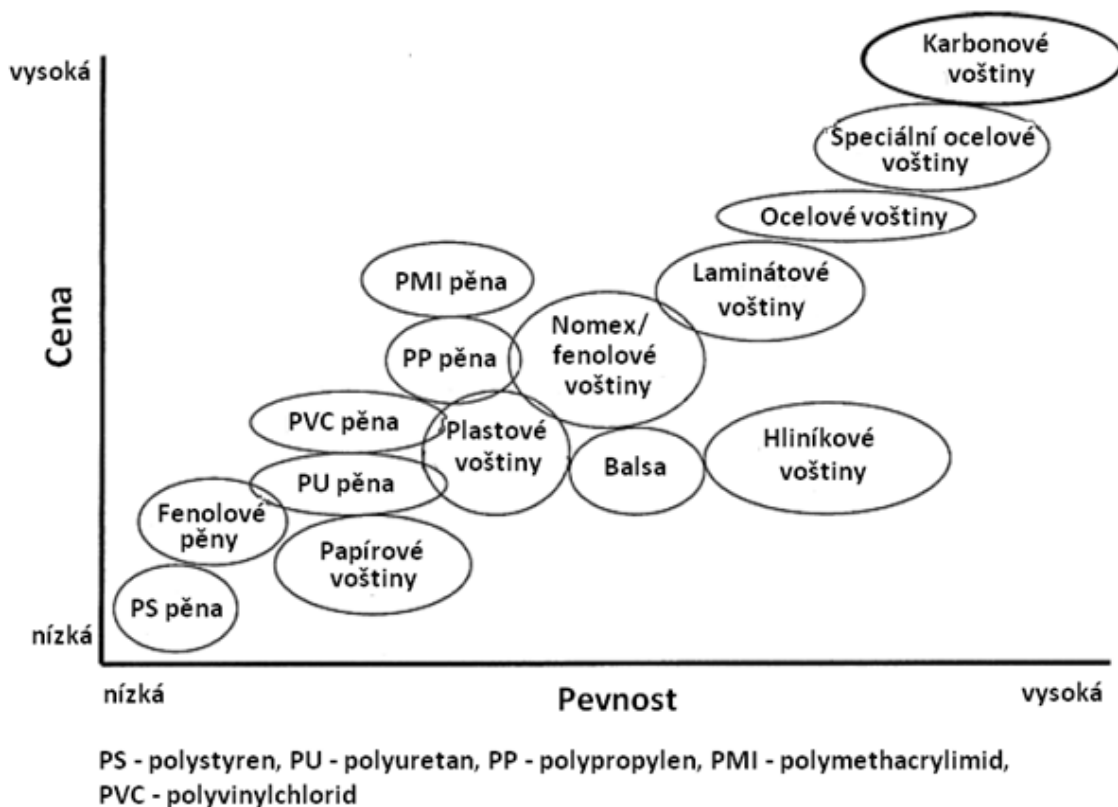 vysoká
Karbonové
voštiny
Speciální ocelové
voštiny
Ocelové voštiny
Laminátové
voštiny
PMI pěna
Nomex/
fenolové
voštiny
PP pěna
Cena
PVC pěna
Plastové
voštiny
Hliníkové
voštiny
Balsa
PU pěna
Fenolové
pěny
Papírové
voštiny
PS pěna
nízká
nízká
Pevnost
vysoká
PS - polystyren, PU - polyuretan, PP - polypropylen, PMI - polymethacrylimid,
PVC - polyvinylchlorid